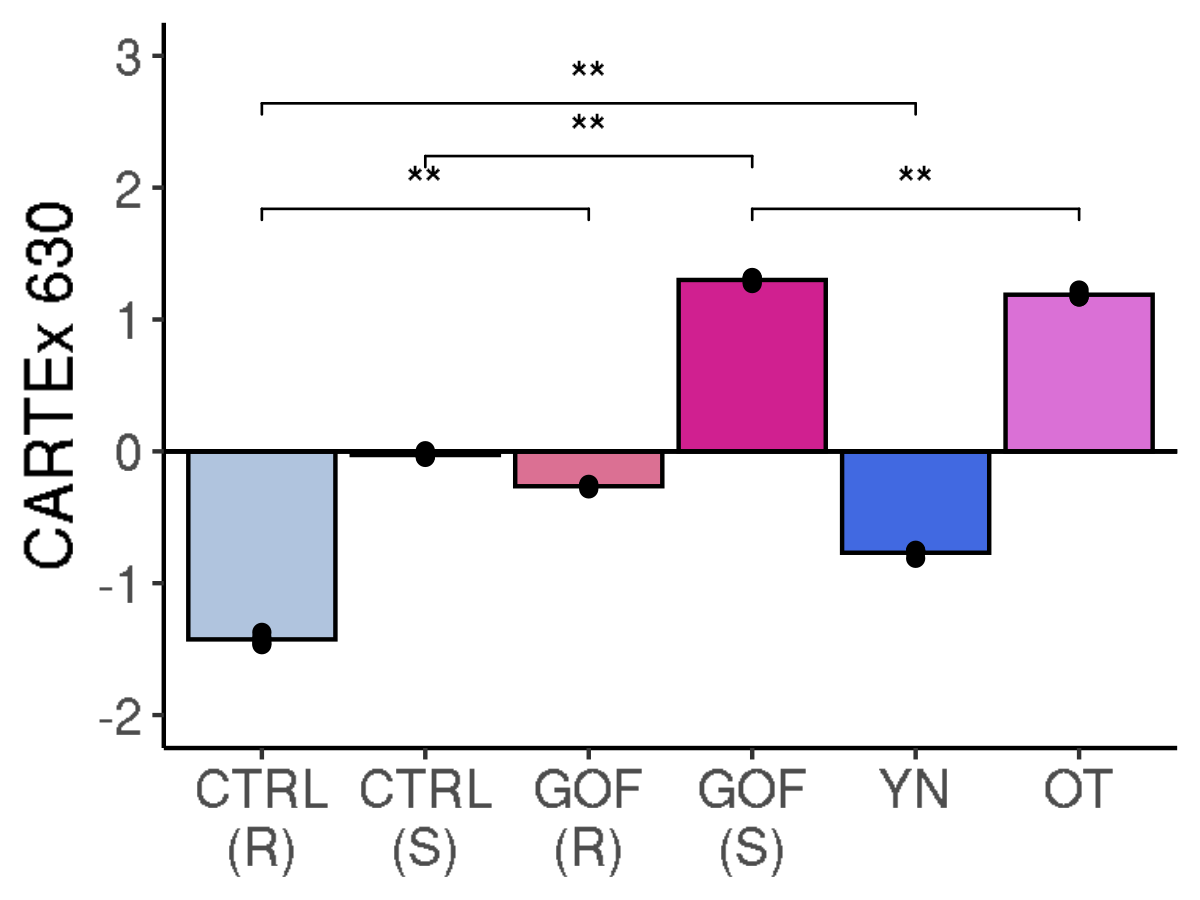 CARTEx 630
3
2
1
0
-1
-2
**
**
**
**
CTRL (R)
CTRL (S)
GOF (R)
GOF (S)
YN
OT